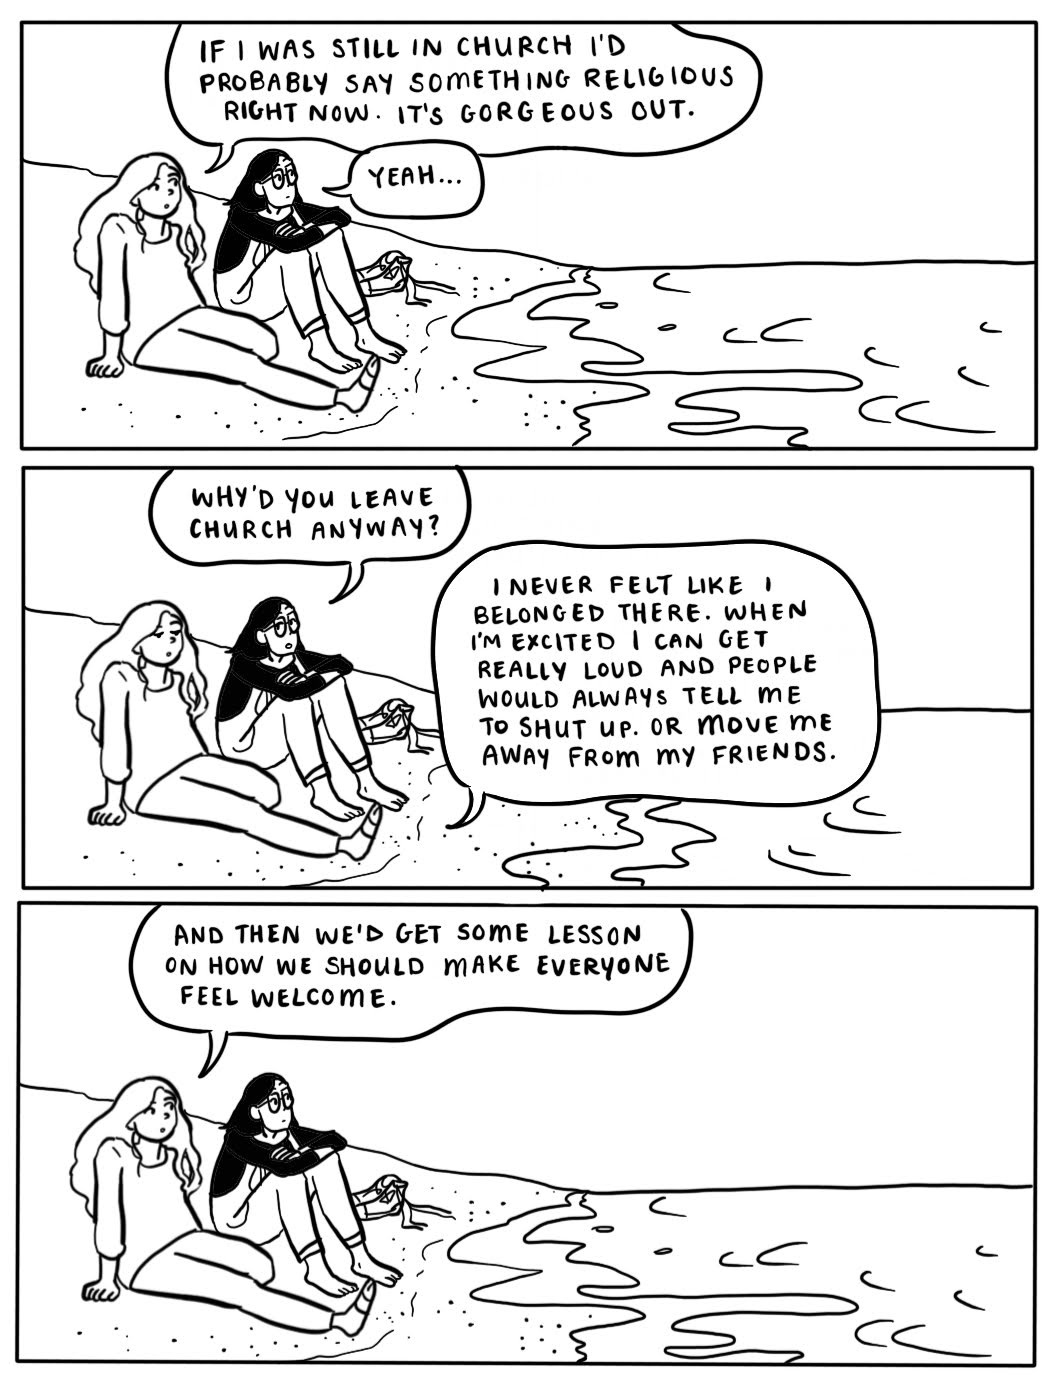 IF I WAS STILL IN CHURCH I'D
PROBABLY SAY SOMETHING RELIGIOUS
RIGHT NOW. IT'S GORGEOUS OUT.
YEAH...
WHY'D YOU LEAVE
CHURCH ANYWAY?
I NEVER FELT LIKE I
BELONGED THERE. WHEN
I'M EXCITED I CAN GET
REALLY LOUD AND PEOPLE
WOULD ALWAYS TELL ME
TO SHUT UP. OR MOVE ME
AWAY FROM MY FRIENDS.
AND THEN WE'D GET SOME LESSON
ON HOW WE SHOULD MAKE EVERYONE
FEEL WELCOME.